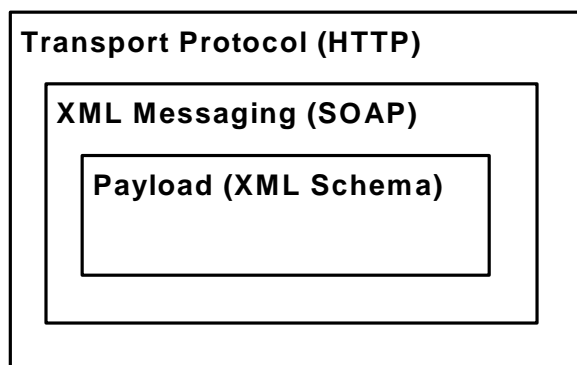 Transport Protocol (HTTP)
XML Messaging (SOAP)
Payload (XML Schema)